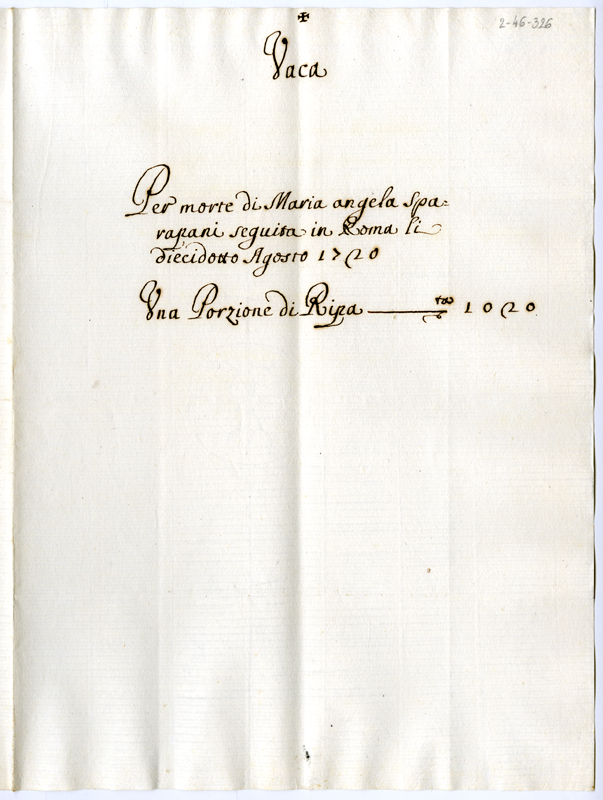 ✠
2-46-326
Vaca
Per morte di Maria angela Spa=
rapani seguita in Roma li
diecidotto Agosto 1720
Vna Porzione di Ripa 1020